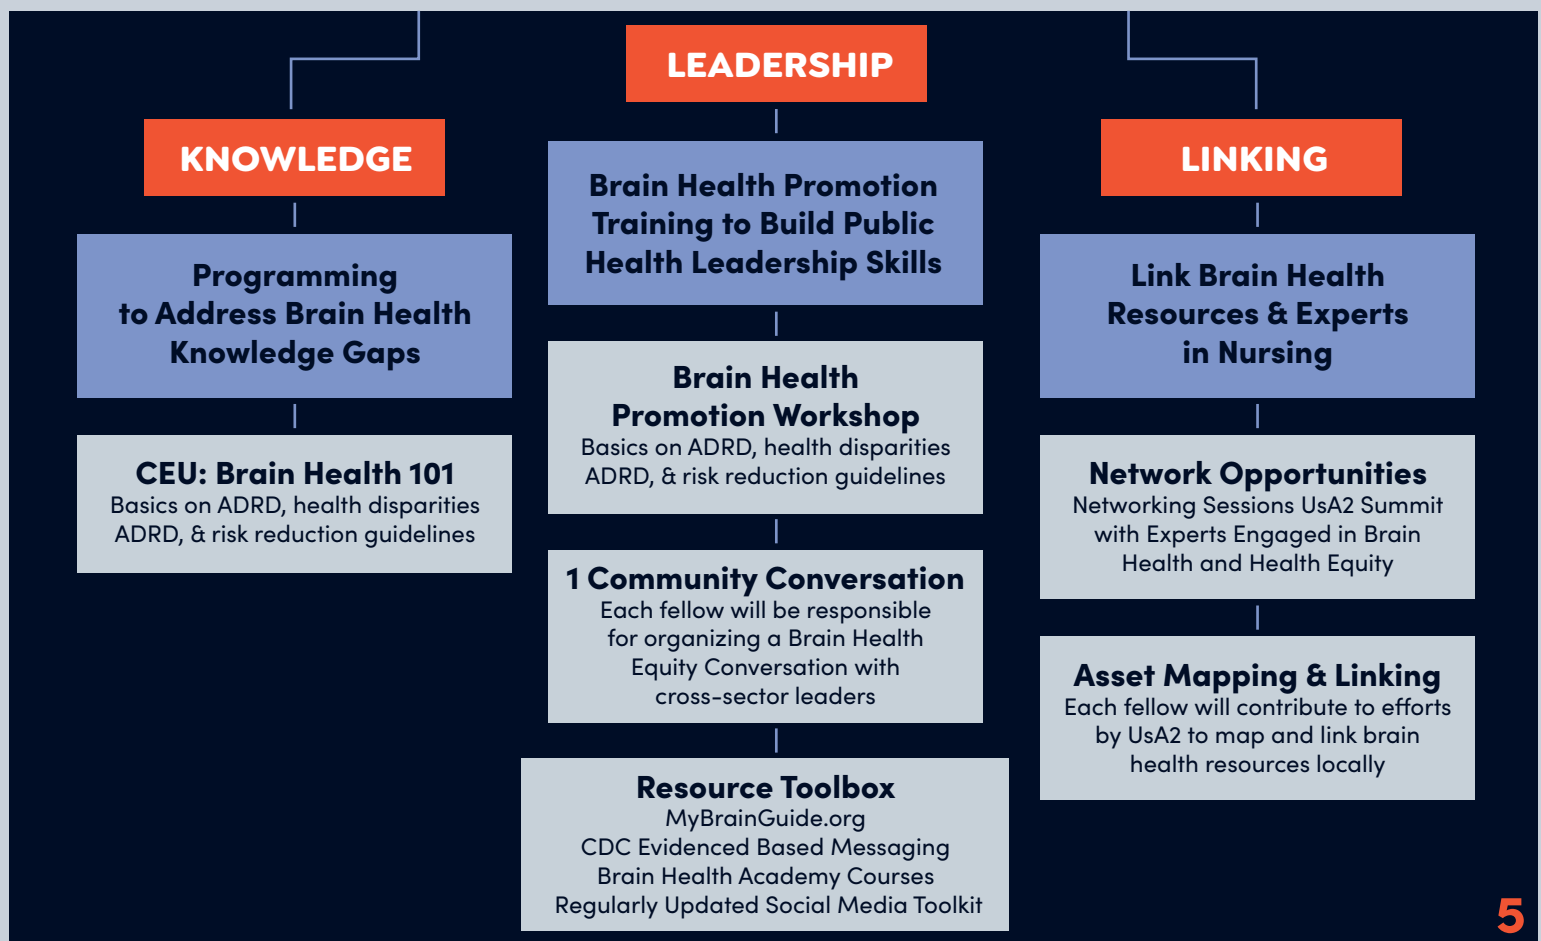 LEADERSHIP
KNOWLEDGE
LINKING
Programming
to Address Brain Health
Knowledge Gaps
CEU: Brain Health 101
Basics on ADRD, health disparities
ADRD, & risk reduction guidelines
Brain Health Promotion
Training to Build Public
Health Leadership Skills
Brain Health
Promotion Workshop
Basics on ADRD, health disparities
ADRD, & risk reduction guidelines
1 Community Conversation
Each fellow will be responsible
for organizing a Brain Health
Equity Conversation with
cross-sector leaders
Resource Toolbox
MyBrainGuide.org
CDC Evidenced Based Messaging
Brain Health Academy Courses
Regularly Updated Social Media Toolkit
Link Brain Health
Resources & Experts
in Nursing
Network Opportunities
Networking Sessions UsA2 Summit
with Experts Engaged in Brain
Health and Health Equity
Asset Mapping & Linking
Each fellow will contribute to efforts
by UsA2 to map and link brain
health resources locally
5